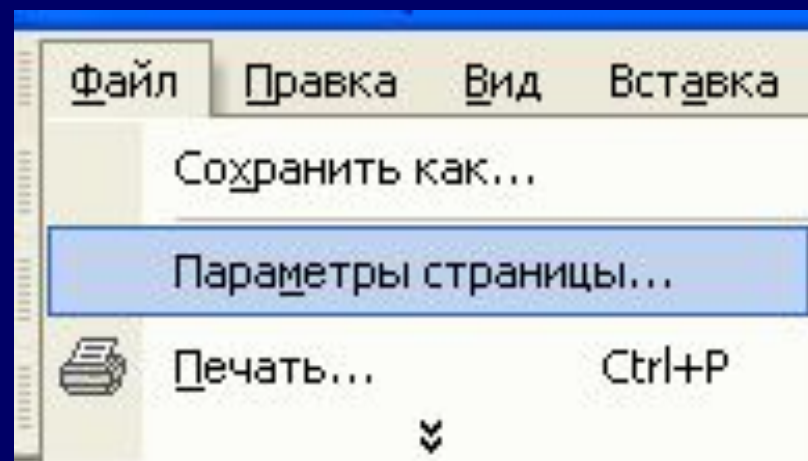 Файл Правка Вид Вставка
Сохранить как...
Параметры страницы...
Печать... Ctrl+P